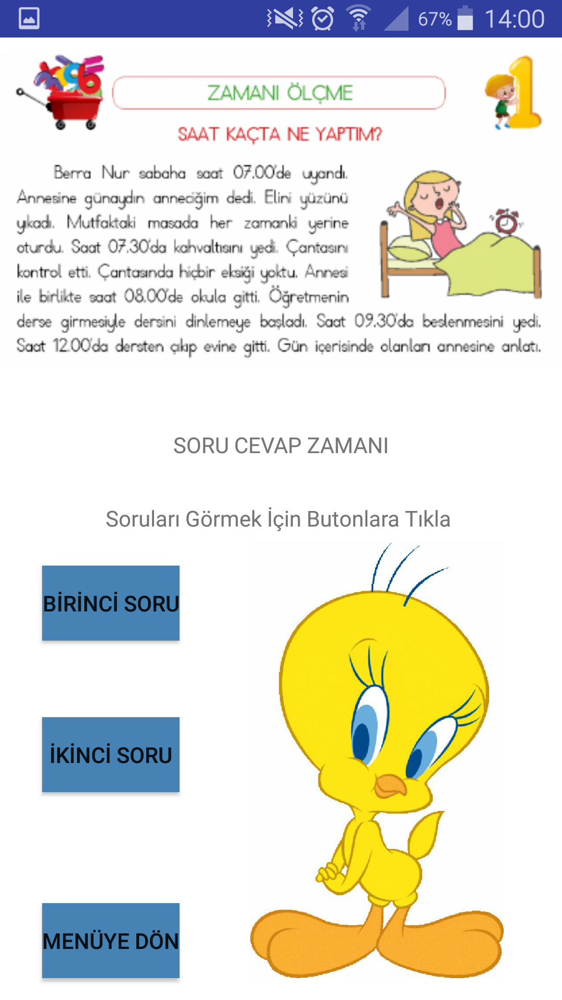 67% 14:00
ZAMANI ÖLÇME
SAAT KAÇTA NE YAPTIM?
Berra Nur sabaha saat 07.00'de uyandı.
Annesine günaydın anneciğim dedi. Elini yüzünü
yıkadı. Mutfaktaki masada her zamanki yerine
oturdu. Saat 07.30'da kahvaltısını yedi. Çantasını
kontrol etti. Çantasında hiçbir eksiği yoktu. Annesi
ile birlikte saat 08.00'de okula gitti. Öğretmenin
derse girmesiyle dersini dinlemeye başladı. Saat 09.30'da beslenmesini yedi.
Saat 12.00'da dersten çıkıp evine gitti. Gün içerisinde olanları annesine anlatı.
SORU CEVAP ZAMANI
Soruları Görmek İçin Butonlara Tıkla
BİRİNCİ SORU
İKİNCİ SORU
MENÜYE DÖN